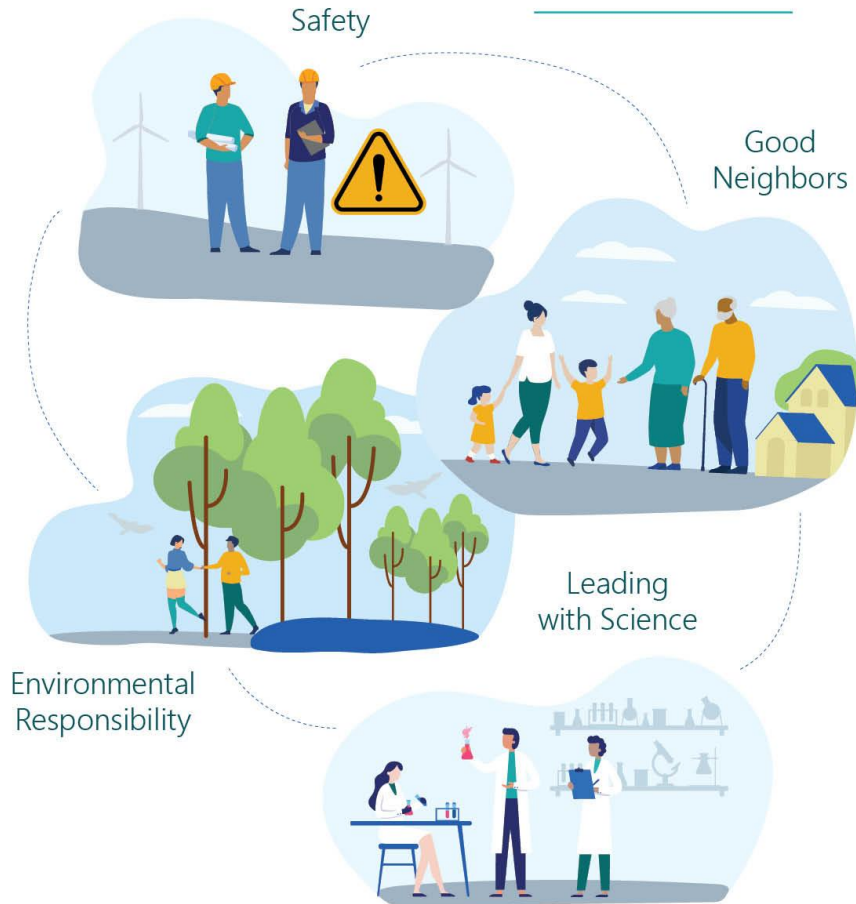 Safety
Good
Neighbors
Leading
with Science
Environmental
Responsibility